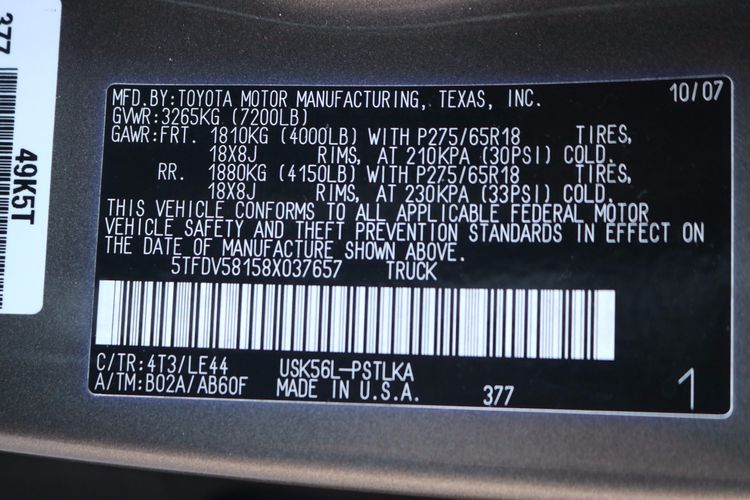 MFD.BY:TOYOTA MOTOR MANUFACTURING, TEXAS, INC. 10/07
GVWR:3265KG (7200LB)
GAWR:FRT. 1810KG (4000LB) WITH P275/65R18 TIRES,
18X8J RIMS, AT 210KPA (30PSI) COLD.
RR. 1880KG (4150LB) WITH P275/65R18 TIRES,
18X8J RIMS, AT 230KPA (33PSI) COLD.
THIS VEHICLE CONFORMS TO ALL APPLICABLE FEDERAL MOTOR
VEHICLE SAFETY AND THEFT PREVENTION STANDARDS IN EFFECT ON
THE DATE OF MANUFACTURE SHOWN ABOVE.
5TFDV58158X037657 TRUCK
C/TR:4T3/LE44 USK56L-PSTLKA
A/TM:B02A/AB60F MADE IN U.S.A. 377 1
377
49K5T